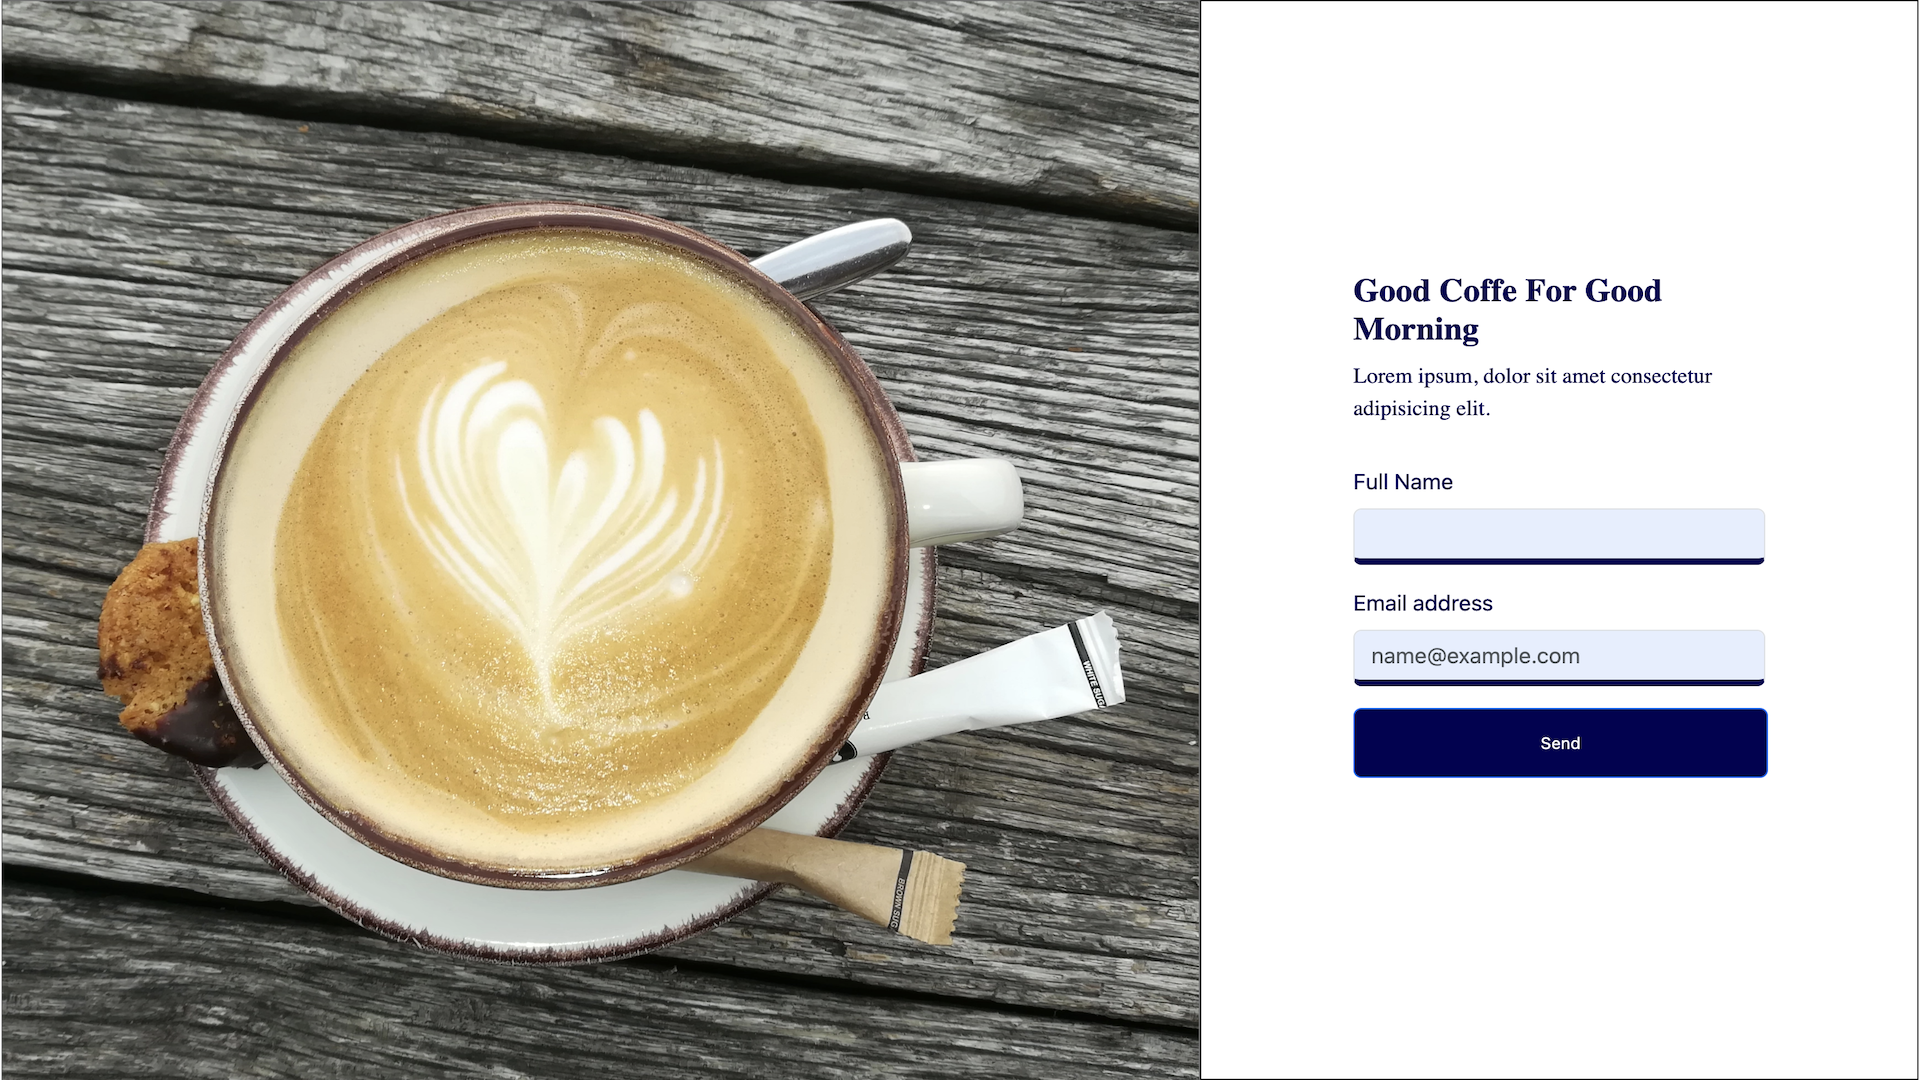 Good Coffe For Good
Morning
Lorem ipsum, dolor sit amet consectetur
adipisicing elit.
Full Name
Email address
name@example.com
Send
WHITE SUG
BROWN SUG